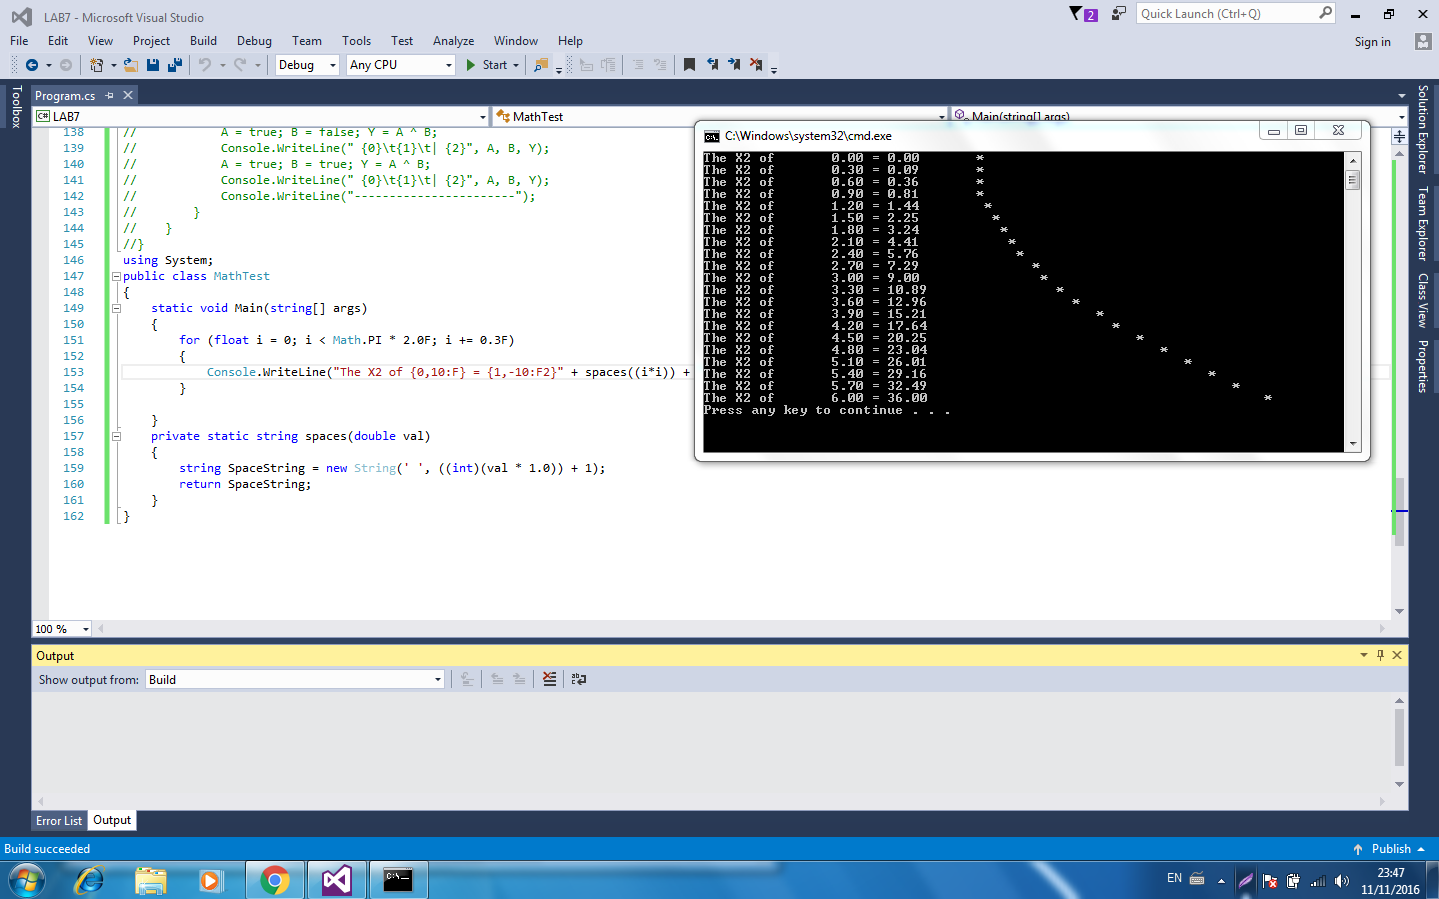 LAB7 - Microsoft Visual Studio
2
Quick Launch (Ctrl+Q)
File Edit View Project Build Debug Team Tools Test Analyze Window Help
Sign in
Debug Any CPU Start
Toolbox
Program.cs
LAB7 MathTest Main(string[] args)
138 // A = true; B = false; Y = A ^ B;
139 // Console.WriteLine(" {0}\t{1}\t| {2}", A, B, Y);
140 // A = true; B = true; Y = A ^ B;
141 // Console.WriteLine(" {0}\t{1}\t| {2}", A, B, Y);
142 // Console.WriteLine("-----------------------");
143 // }
144 // }
145 //}
146 using System;
147 public class MathTest
148 {
149 static void Main(string[] args)
150 {
151 for (float i = 0; i < Math.PI * 2.0F; i += 0.3F)
152 {
153 Console.WriteLine("The X2 of {0,10:F} = {1,-10:F2}" + spaces((i*i)) +
154 }
155
156 }
157 private static string spaces(double val)
158 {
159 string SpaceString = new String(' ', ((int)(val * 1.0)) + 1);
160 return SpaceString;
161 }
162 }
C:\Windows\system32\cmd.exe
The X2 of 0.00 = 0.00 *
The X2 of 0.30 = 0.09 *
The X2 of 0.60 = 0.36 *
The X2 of 0.90 = 0.81 *
The X2 of 1.20 = 1.44 *
The X2 of 1.50 = 2.25 *
The X2 of 1.80 = 3.24 *
The X2 of 2.10 = 4.41 *
The X2 of 2.40 = 5.76 *
The X2 of 2.70 = 7.29 *
The X2 of 3.00 = 9.00 *
The X2 of 3.30 = 10.89 *
The X2 of 3.60 = 12.96 *
The X2 of 3.90 = 15.21 *
The X2 of 4.20 = 17.64 *
The X2 of 4.50 = 20.25 *
The X2 of 4.80 = 23.04 *
The X2 of 5.10 = 26.01 *
The X2 of 5.40 = 29.16 *
The X2 of 5.70 = 32.49 *
The X2 of 6.00 = 36.00 *
Press any key to continue . . .
Solution Explorer
Team Explorer
Class View
Properties
100 %
Output
Show output from: Build
Error List Output
Build succeeded
Publish
C:\_
EN
23:47
11/11/2016